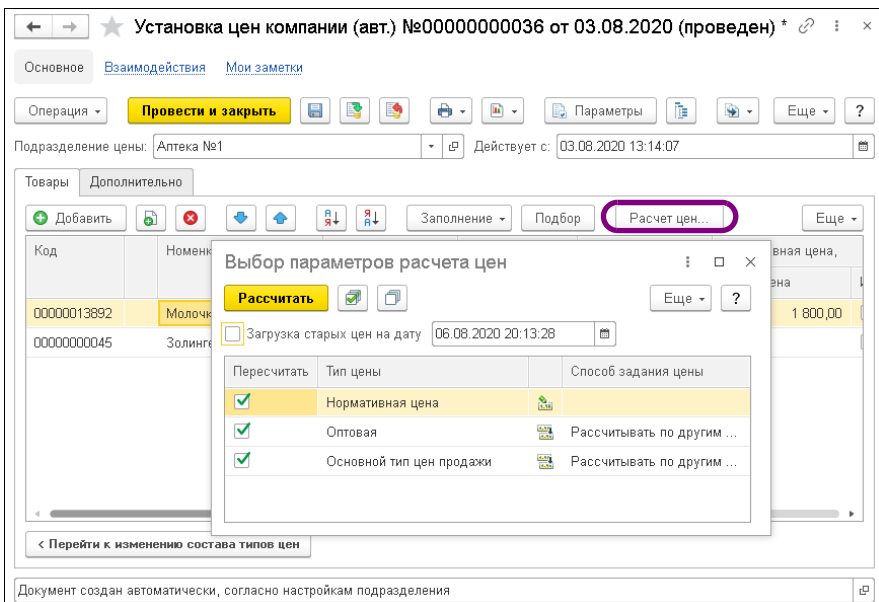 Установка цен компании (авт.) №00000000036 от 03.08.2020 (проведен) *
Основное Взаимодействия Мои заметки
Операция Провести и закрыть Параметры Еще ?
Подразделение цены: Аптека №1 Действует с: 03.08.2020 13:14:07
Товары Дополнительно
Добавить Заполнение Подбор Расчет цен... Еще
Код Номенк вная цена,
ена
00000013892 Молочк 1 800,00
00000000045 Золинге
Выбор параметров расчета цен
Рассчитать Еще ?
Загрузка старых цен на дату 06.08.2020 20:13:28
Пересчитать Тип цены Способ задания цены
Нормативная цена
Оптовая Рассчитывать по другим ...
Основной тип цен продажи Рассчитывать по другим ...
< Перейти к изменению состава типов цен
Документ создан автоматически, согласно настройкам подразделения